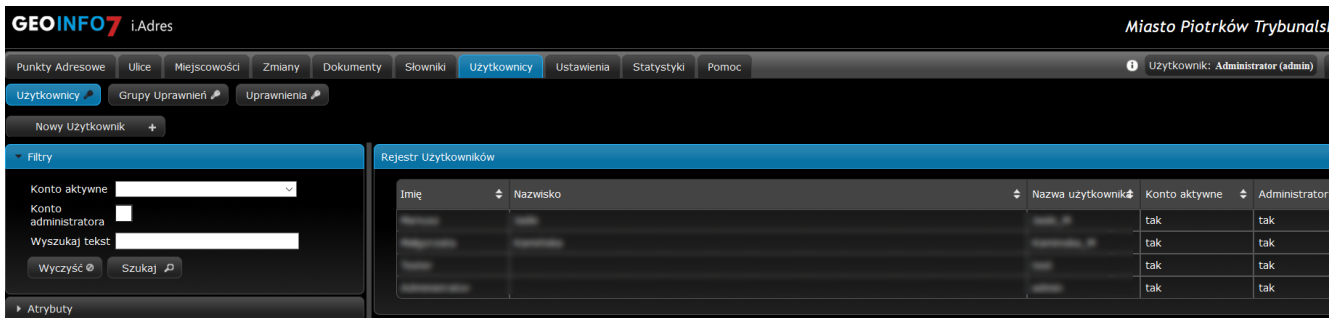 GEOINFO7 i.Adres
Miasto Piotrków Trybunals
Punkty Adresowe Ulice Miejscowości Zmiany Dokumenty Słowniki Użytkownicy Ustawienia Statystyki Pomoc Użytkownik: Administrator (admin)
Użytkownicy Grupy Uprawnień Uprawnienia
Nowy Użytkownik +
Filtry
Konto aktywne
Konto
administratora
Wyszukaj tekst
Wyczyść Szukaj
Atrybuty
Rejestr Użytkowników
Imię Nazwisko Nazwa użytkownika Konto aktywne Administrator
tak tak
tak tak
tak tak
tak tak